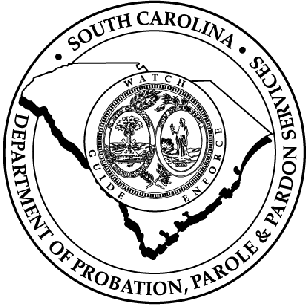 • SOUTH CAROLINA •
DEPARTMENT OF PROBATION, PAROLE & PARDON SERVICES
WATCH
GUIDE
ENFORCE